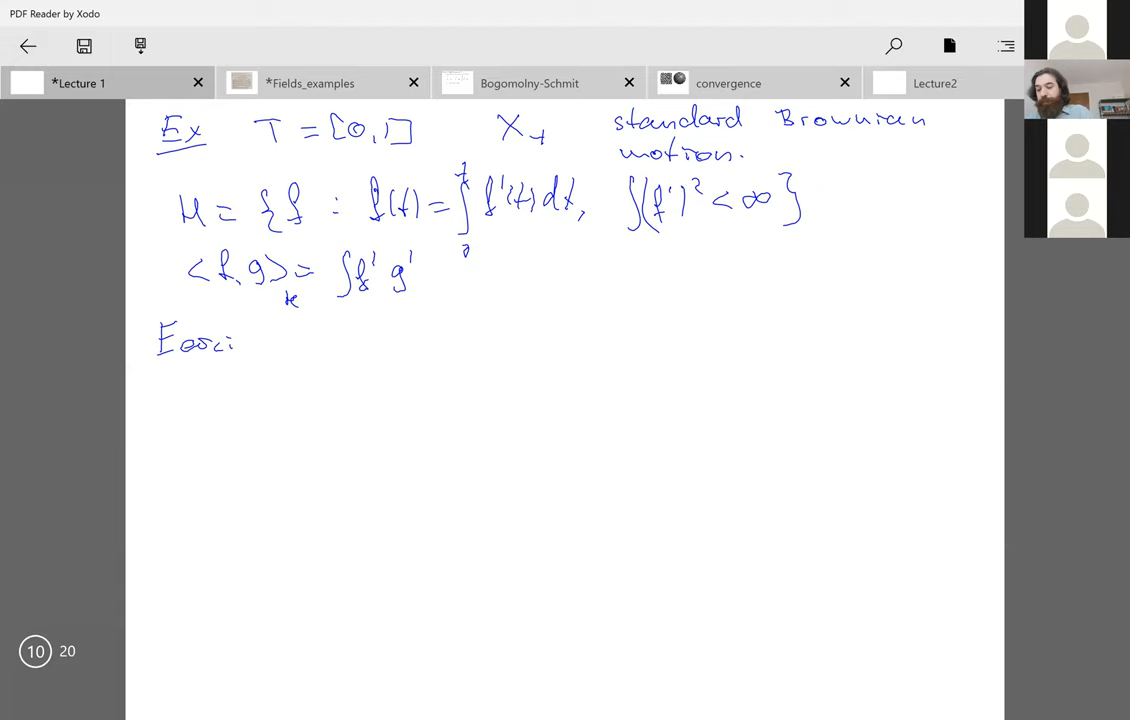 PDF Reader by Xodo
*Lecture 1
*Fields_examples
Bogomolny-Schmit
convergence
Lecture2
Ex T = [0,1] X_t standard Brownian
motion.
H = {f : f(t) = ∫_0^t f'(t) dt, ∫(f')² < ∞}
<f, g>_H = ∫ f' g'
10 20